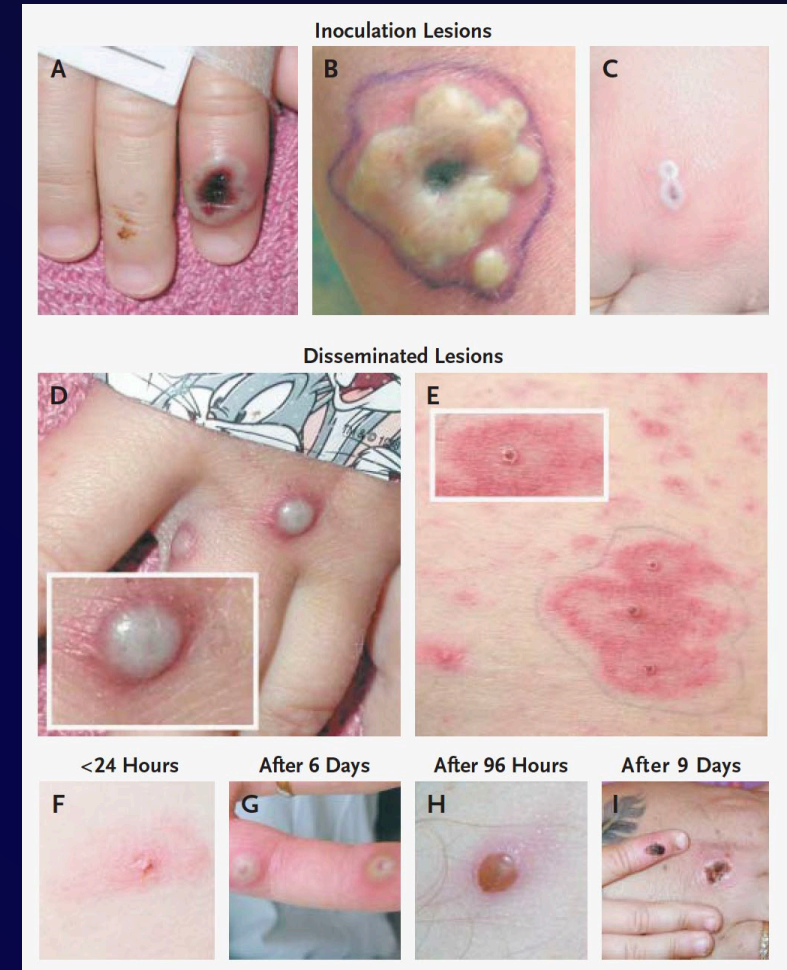 Inoculation Lesions
A
B
C
Disseminated Lesions
D
E
<24 Hours
After 6 Days
After 96 Hours
After 9 Days
F
G
H
I